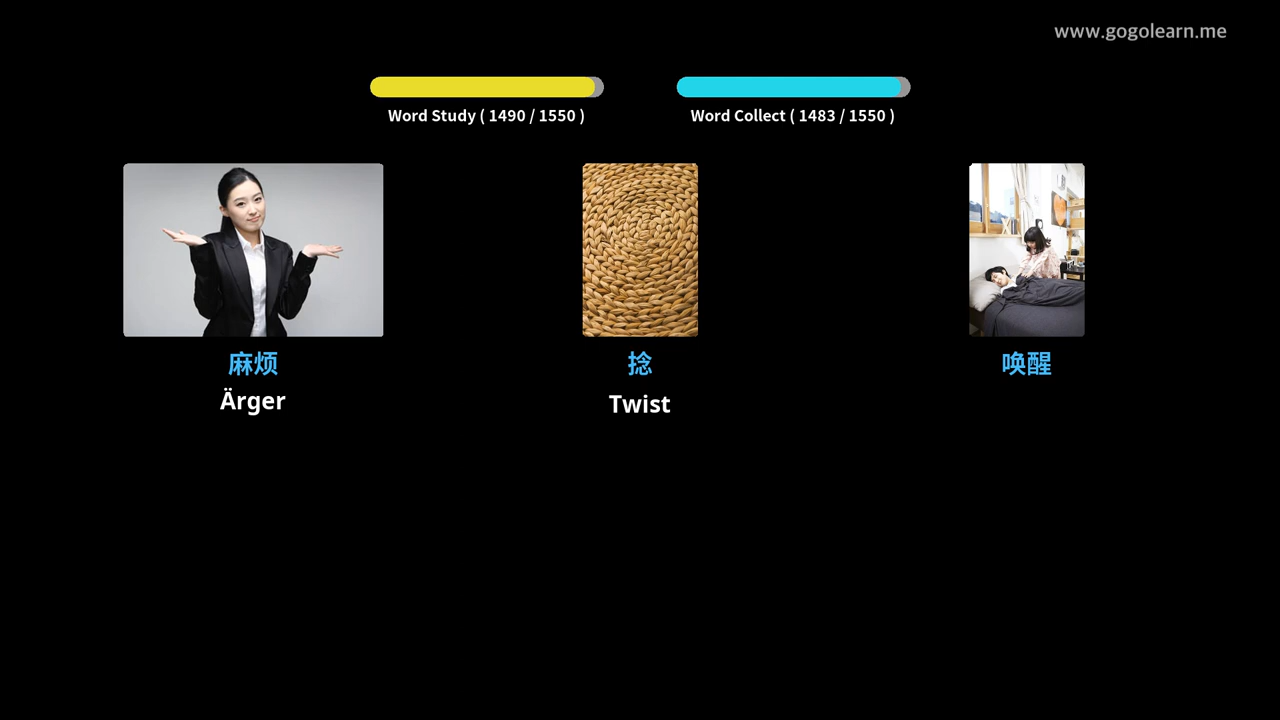 www.gogolearn.me
Word Study ( 1490 / 1550 )
Word Collect ( 1483 / 1550 )
麻烦
捻
唤醒
Ärger
Twist